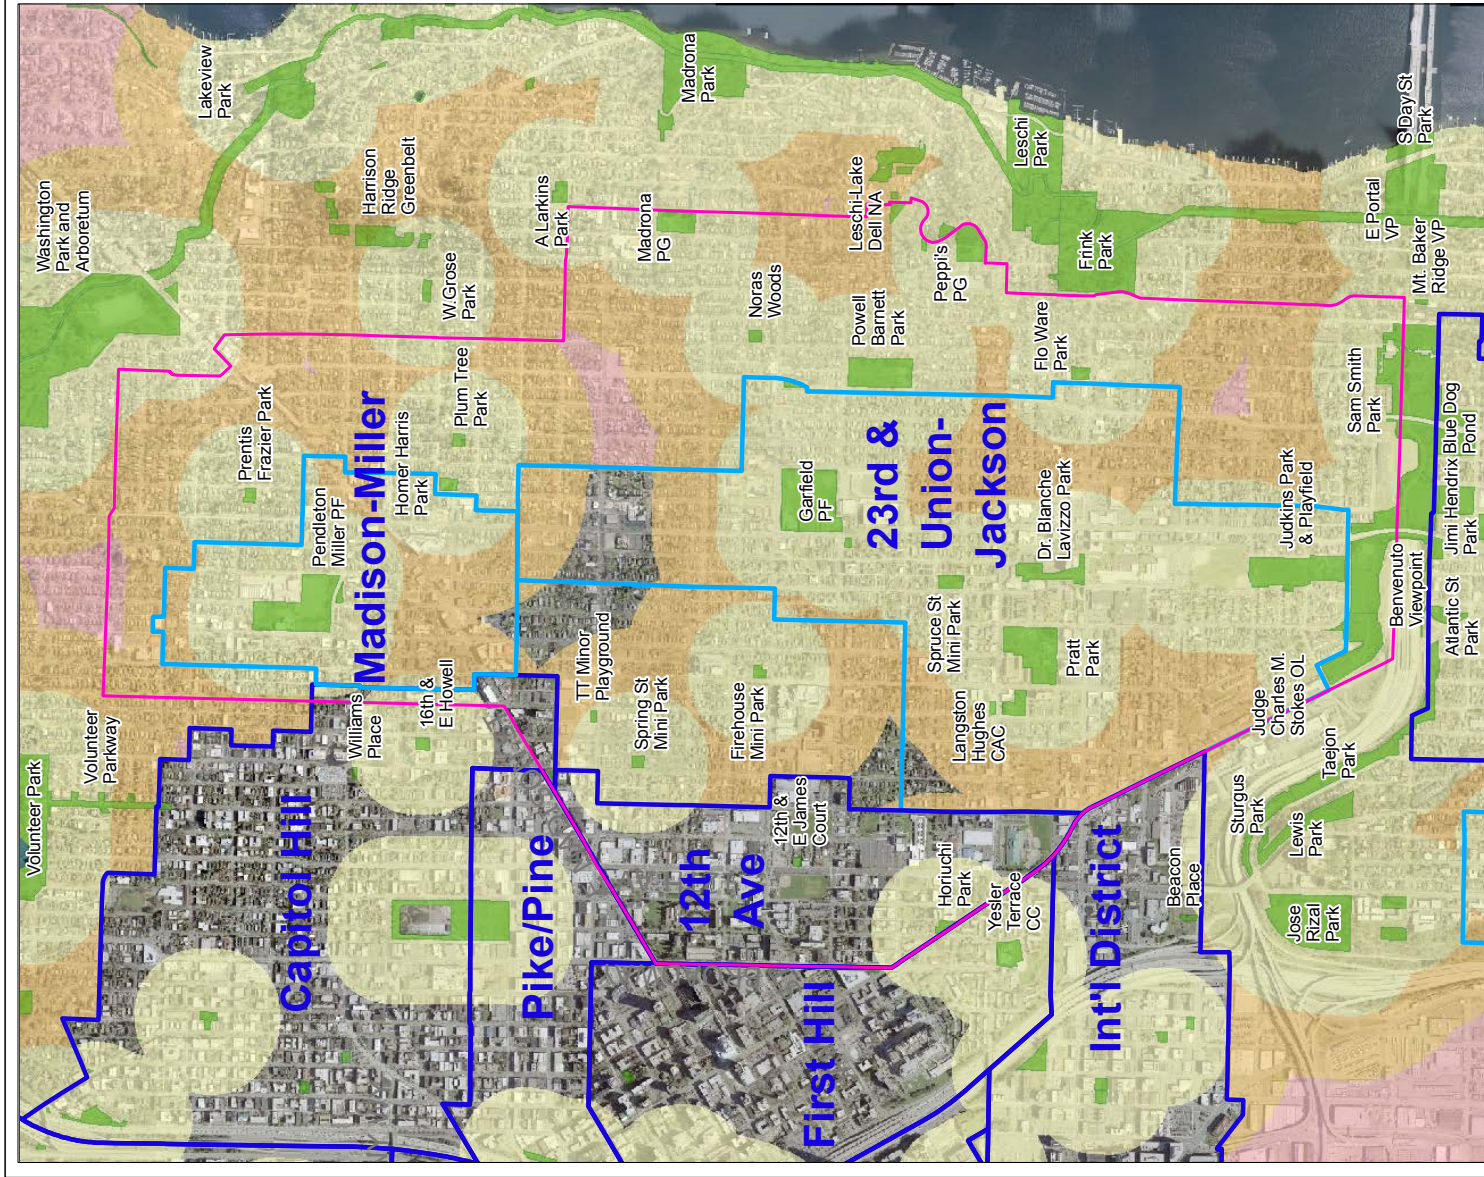 Washington
Park and
Arboretum
Lakeview
Park
Harrison
Ridge
Greenbelt
W.Grose
Park
A Larkins
Park
Madrona
PG
Madrona
Park
Noras
Woods
Leschi-Lake
Dell NA
Powell
Barnett
Park
Peppi's
PG
Leschi
Park
Frink
Park
Flo Ware
Park
S Day St
Park
E Portal
VP
Mt. Baker
Ridge VP
Sam Smith
Park
Blue Dog
Pond
Jimi Hendrix
Park
Prentis
Frazier Park
Plum Tree
Park
Homer Harris
Park
Pendleton
Miller PF
Madison-Miller
Garfield
PF
23rd &
Union-
Jackson
Dr. Blanche
Lavizzo Park
Judkins Park
& Playfield
Benvenuto
Viewpoint
Atlantic St
Park
Spruce St
Mini Park
Pratt
Park
TT Minor
Playground
Spring St
Mini Park
Firehouse
Mini Park
Langston
Hughes
CAC
Judge
Charles M.
Stokes OL
Taejon
Park
Sturgus
Park
Lewis
Park
16th &
E Howell
Williams
Place
Volunteer
Parkway
Volunteer Park
Capitol Hill
Pike/Pine
12th
Ave
12th &
E James
Court
Horiuchi
Park
Yesler
Terrace
CC
Beacon
Place
Jose
Rizal
Park
First Hill
Int'l District